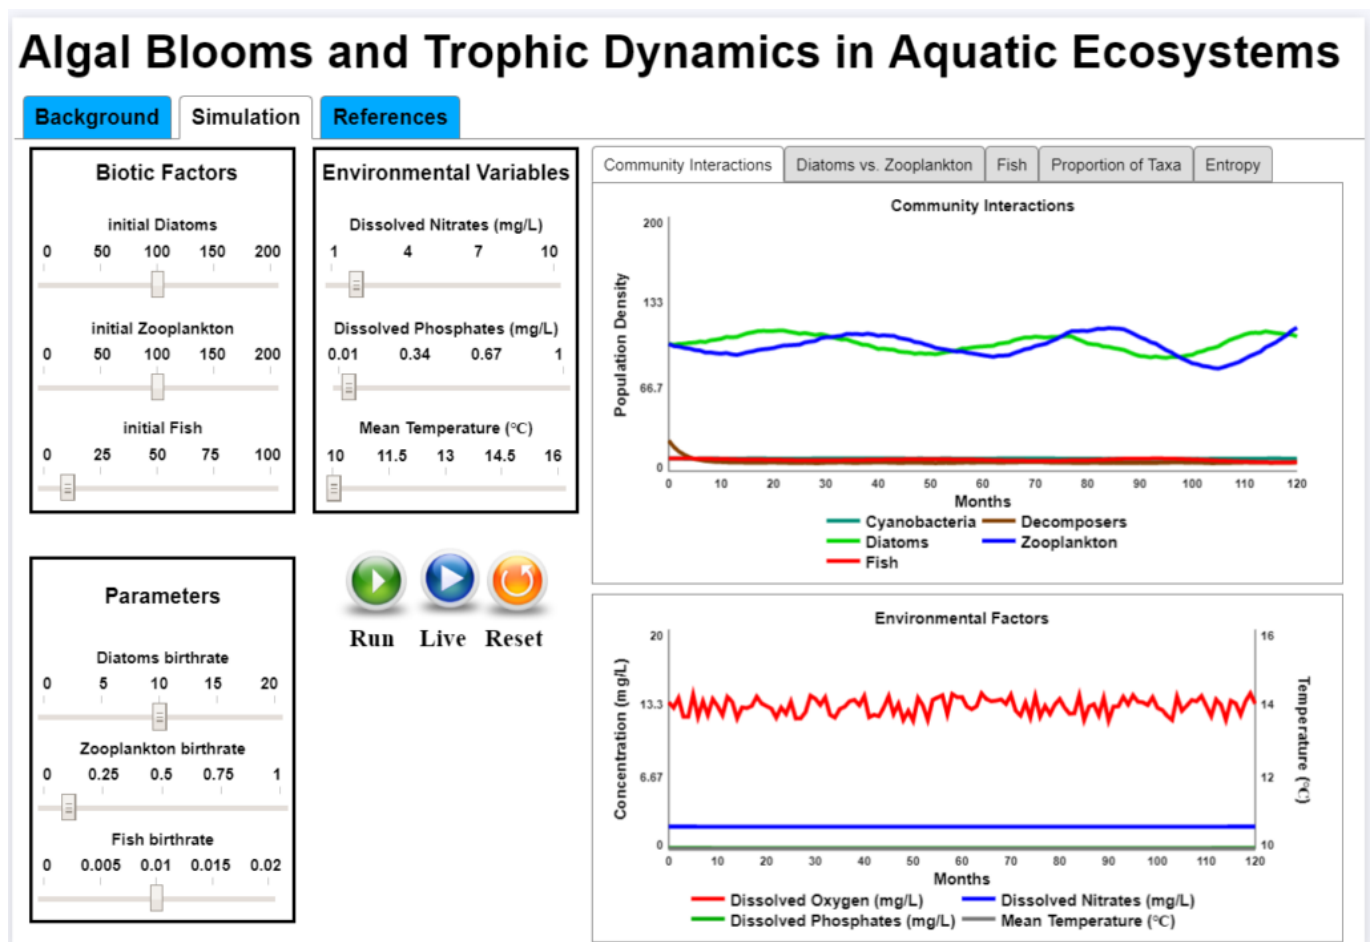 Algal Blooms and Trophic Dynamics in Aquatic Ecosystems
Background Simulation References
Biotic Factors
initial Diatoms
0 50 100 150 200
initial Zooplankton
0 50 100 150 200
initial Fish
0 25 50 75 100
Environmental Variables
Dissolved Nitrates (mg/L)
1 4 7 10
Dissolved Phosphates (mg/L)
0.01 0.34 0.67 1
Mean Temperature (°C)
10 11.5 13 14.5 16
Parameters
Diatoms birthrate
0 5 10 15 20
Zooplankton birthrate
0 0.25 0.5 0.75 1
Fish birthrate
0 0.005 0.01 0.015 0.02
Run Live Reset
Community Interactions Diatoms vs. Zooplankton Fish Proportion of Taxa Entropy
Community Interactions
Population Density
200
133
66.7
0
0 10 20 30 40 50 60 70 80 90 100 110 120
Months
Cyanobacteria Decomposers
Diatoms Zooplankton
Fish
Environmental Factors
Concentration (mg/L)
20
13.3
6.67
0
16
14
12
10
Temperature (°C)
0 10 20 30 40 50 60 70 80 90 100 110 120
Months
Dissolved Oxygen (mg/L) Dissolved Nitrates (mg/L)
Dissolved Phosphates (mg/L) Mean Temperature (°C)